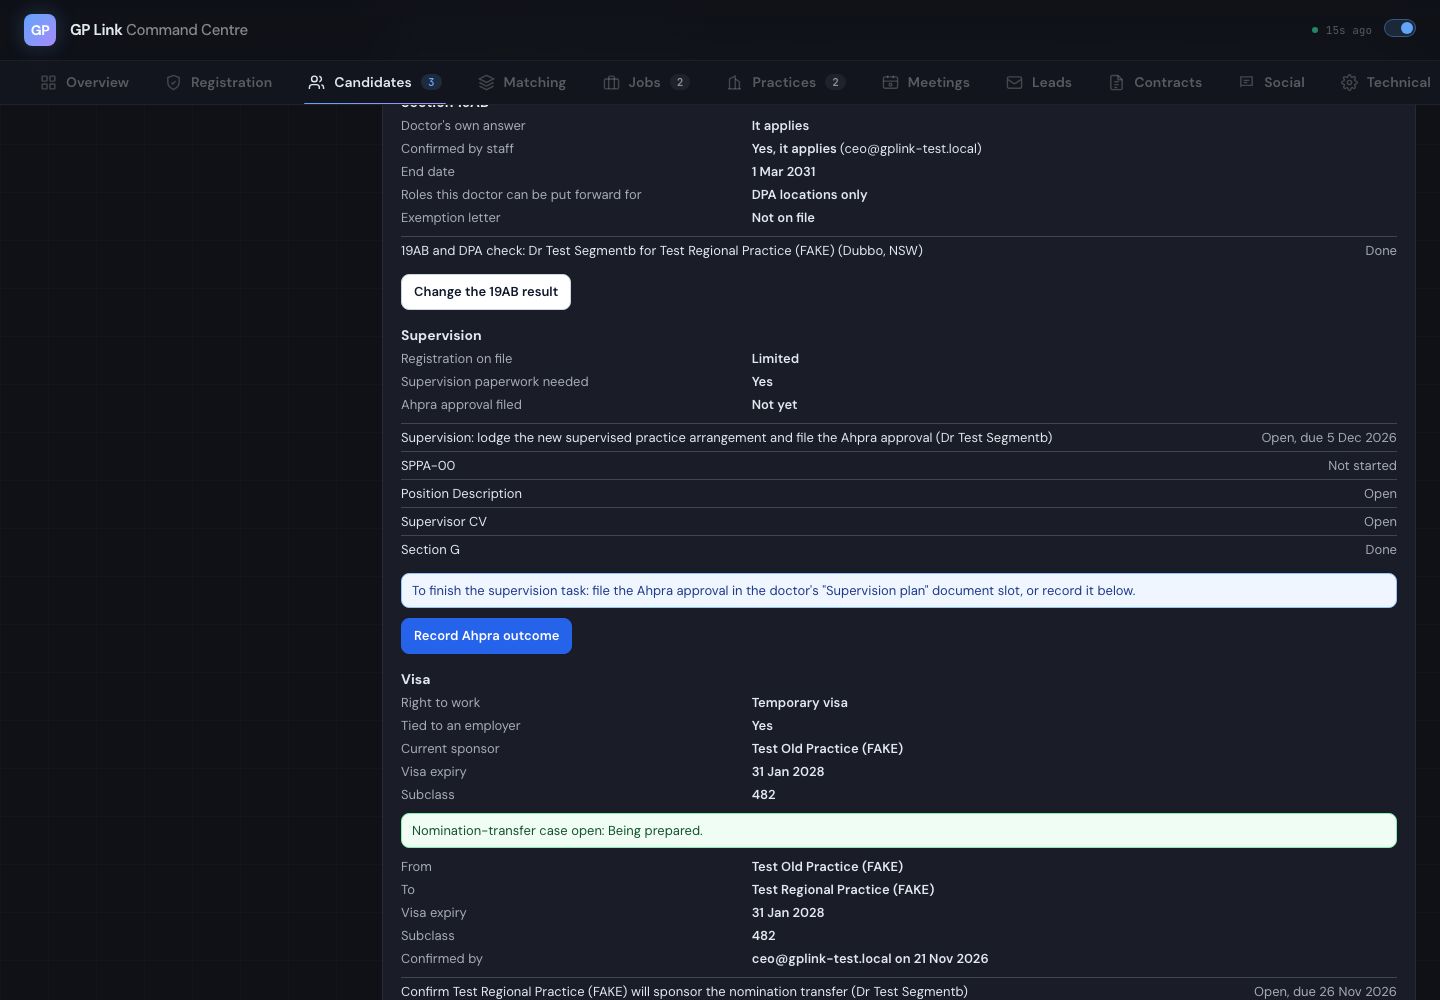 GP GP Link Command Centre
15s ago
Overview Registration Candidates 3 Matching Jobs 2 Practices 2 Meetings Leads Contracts Social Technical
Section 19AB
Doctor's own answer It applies
Confirmed by staff Yes, it applies (ceo@gplink-test.local)
End date 1 Mar 2031
Roles this doctor can be put forward for DPA locations only
Exemption letter Not on file
19AB and DPA check: Dr Test Segmentb for Test Regional Practice (FAKE) (Dubbo, NSW) Done
Change the 19AB result
Supervision
Registration on file Limited
Supervision paperwork needed Yes
Ahpra approval filed Not yet
Supervision: lodge the new supervised practice arrangement and file the Ahpra approval (Dr Test Segmentb) Open, due 5 Dec 2026
SPPA-00 Not started
Position Description Open
Supervisor CV Open
Section G Done
To finish the supervision task: file the Ahpra approval in the doctor's "Supervision plan" document slot, or record it below.
Record Ahpra outcome
Visa
Right to work Temporary visa
Tied to an employer Yes
Current sponsor Test Old Practice (FAKE)
Visa expiry 31 Jan 2028
Subclass 482
Nomination-transfer case open: Being prepared.
From Test Old Practice (FAKE)
To Test Regional Practice (FAKE)
Visa expiry 31 Jan 2028
Subclass 482
Confirmed by ceo@gplink-test.local on 21 Nov 2026
Confirm Test Regional Practice (FAKE) will sponsor the nomination transfer (Dr Test Segmentb) Open, due 26 Nov 2026